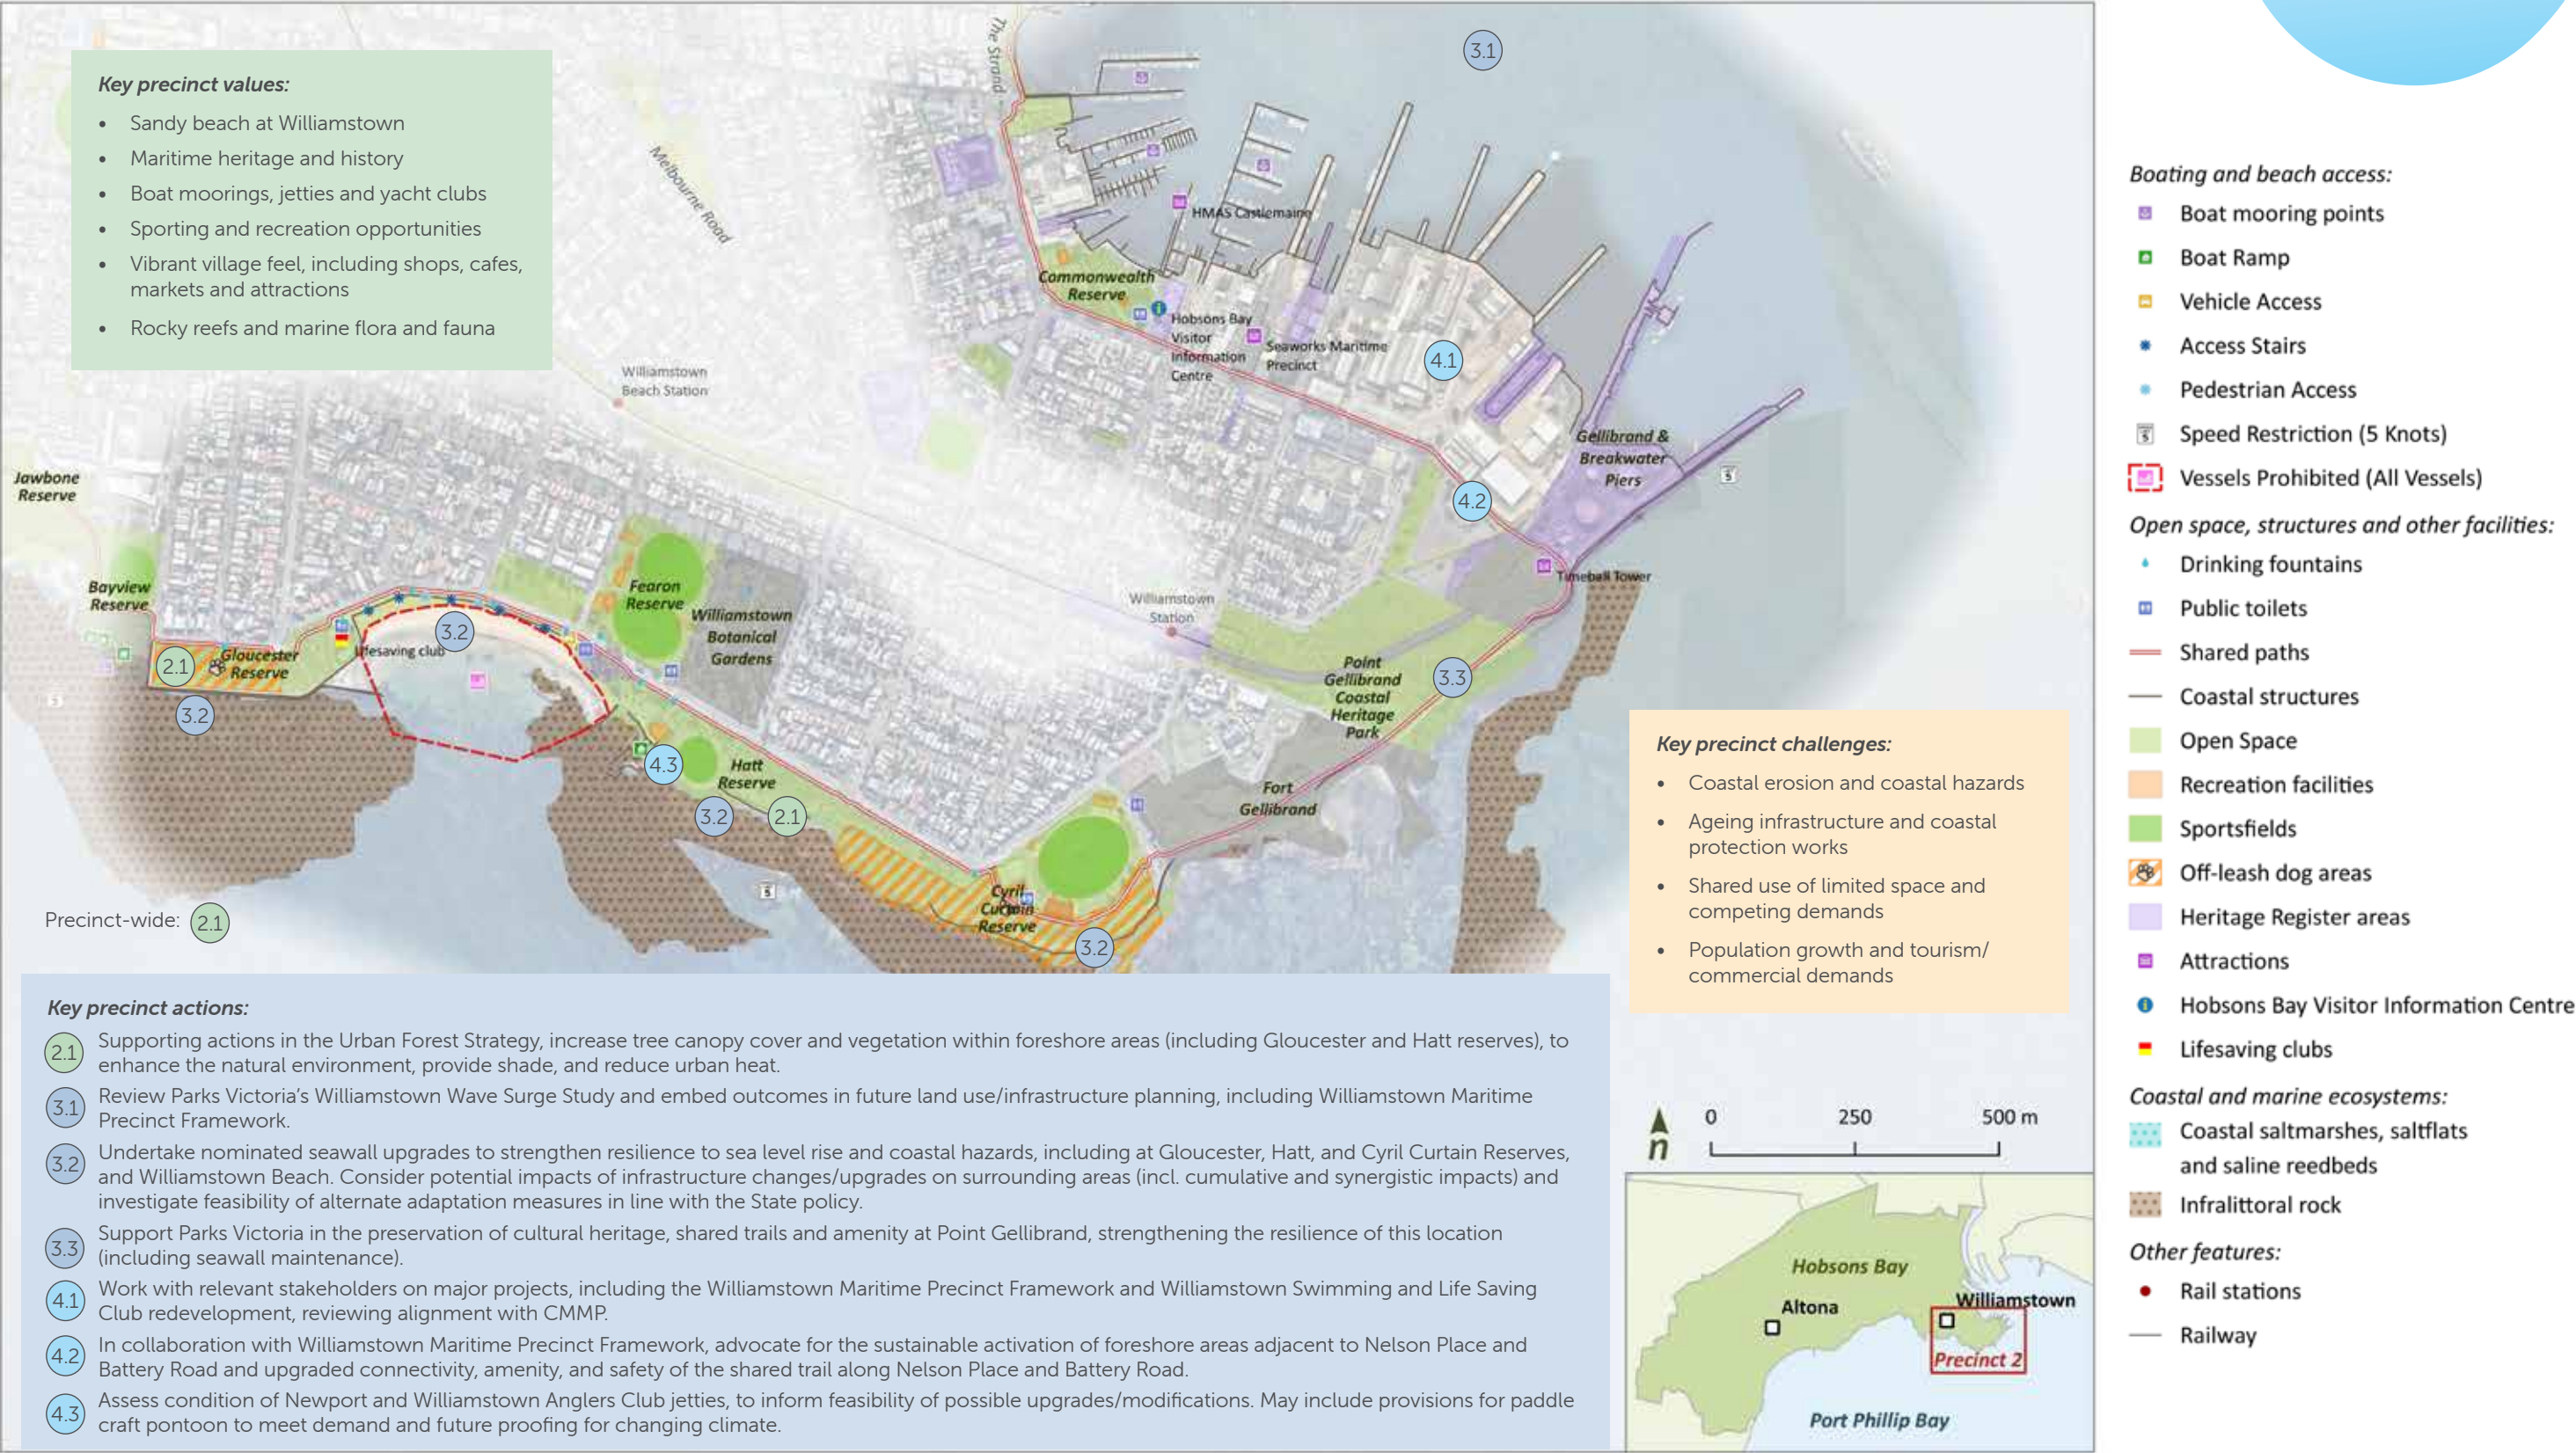 Key precinct values:
• Sandy beach at Williamstown
• Maritime heritage and history
• Boat moorings, jetties and yacht clubs
• Sporting and recreation opportunities
• Vibrant village feel, including shops, cafes,
markets and attractions
• Rocky reefs and marine flora and fauna
The Strand
3.1
Melbourne Road
HMAS Castlemaine
Commonwealth
Reserve
Hobsons Bay
Visitor
Information
Centre
Seaworks Maritime
Precinct
4.1
Williamstown
Beach Station
Gellibrand &
Breakwater
Piers
5
4.2
Jawbone
Reserve
Bayview
Reserve
Fearon
Reserve
Williamstown
Botanical
Gardens
Williamstown
Station
Timeball Tower
3.2
Lifesaving club
2.1
Gloucester
Reserve
5
3.2
Point
Gellibrand
Coastal
Heritage
Park
3.3
4.3
Hatt
Reserve
3.2
2.1
Fort
Gellibrand
5
Cyril
Curtain
Reserve
3.2
Precinct-wide: 2.1
Key precinct challenges:
• Coastal erosion and coastal hazards
• Ageing infrastructure and coastal
protection works
• Shared use of limited space and
competing demands
• Population growth and tourism/
commercial demands
Key precinct actions:
2.1 Supporting actions in the Urban Forest Strategy, increase tree canopy cover and vegetation within foreshore areas (including Gloucester and Hatt reserves), to
enhance the natural environment, provide shade, and reduce urban heat.
3.1 Review Parks Victoria's Williamstown Wave Surge Study and embed outcomes in future land use/infrastructure planning, including Williamstown Maritime
Precinct Framework.
3.2 Undertake nominated seawall upgrades to strengthen resilience to sea level rise and coastal hazards, including at Gloucester, Hatt, and Cyril Curtain Reserves,
and Williamstown Beach. Consider potential impacts of infrastructure changes/upgrades on surrounding areas (incl. cumulative and synergistic impacts) and
investigate feasibility of alternate adaptation measures in line with the State policy.
3.3 Support Parks Victoria in the preservation of cultural heritage, shared trails and amenity at Point Gellibrand, strengthening the resilience of this location
(including seawall maintenance).
4.1 Work with relevant stakeholders on major projects, including the Williamstown Maritime Precinct Framework and Williamstown Swimming and Life Saving
Club redevelopment, reviewing alignment with CMMP.
4.2 In collaboration with Williamstown Maritime Precinct Framework, advocate for the sustainable activation of foreshore areas adjacent to Nelson Place and
Battery Road and upgraded connectivity, amenity, and safety of the shared trail along Nelson Place and Battery Road.
4.3 Assess condition of Newport and Williamstown Anglers Club jetties, to inform feasibility of possible upgrades/modifications. May include provisions for paddle
craft pontoon to meet demand and future proofing for changing climate.
n
0 250 500 m
Hobsons Bay
Altona
Williamstown
Precinct 2
Port Phillip Bay
Boating and beach access:
Boat mooring points
Boat Ramp
Vehicle Access
Access Stairs
Pedestrian Access
5 Speed Restriction (5 Knots)
Vessels Prohibited (All Vessels)
Open space, structures and other facilities:
Drinking fountains
Public toilets
Shared paths
Coastal structures
Open Space
Recreation facilities
Sportsfields
Off-leash dog areas
Heritage Register areas
Attractions
Hobsons Bay Visitor Information Centre
Lifesaving clubs
Coastal and marine ecosystems:
Coastal saltmarshes, saltflats
and saline reedbeds
Infralittoral rock
Other features:
Rail stations
Railway